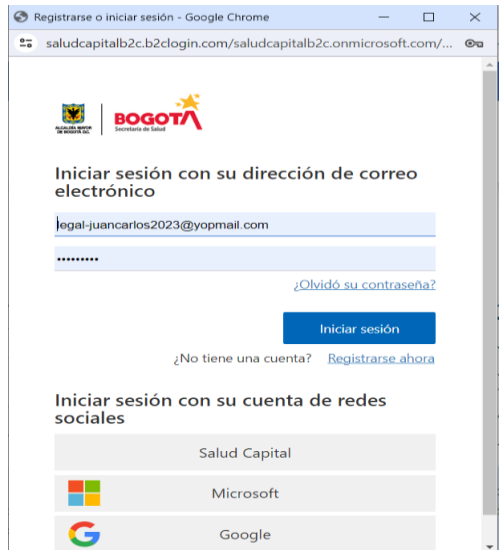 Registrarse o iniciar sesión - Google Chrome
saludcapitalb2c.b2clogin.com/saludcapitalb2c.onmicrosoft.com/...
ALCALDÍA MAYOR
DE BOGOTÁ D.C.
BOGOTÁ
Secretaría de Salud
Iniciar sesión con su dirección de correo
electrónico
legal-juancarlos2023@yopmail.com
•••••••••
¿Olvidó su contraseña?
Iniciar sesión
¿No tiene una cuenta? Registrarse ahora
Iniciar sesión con su cuenta de redes
sociales
Salud Capital
Microsoft
Google